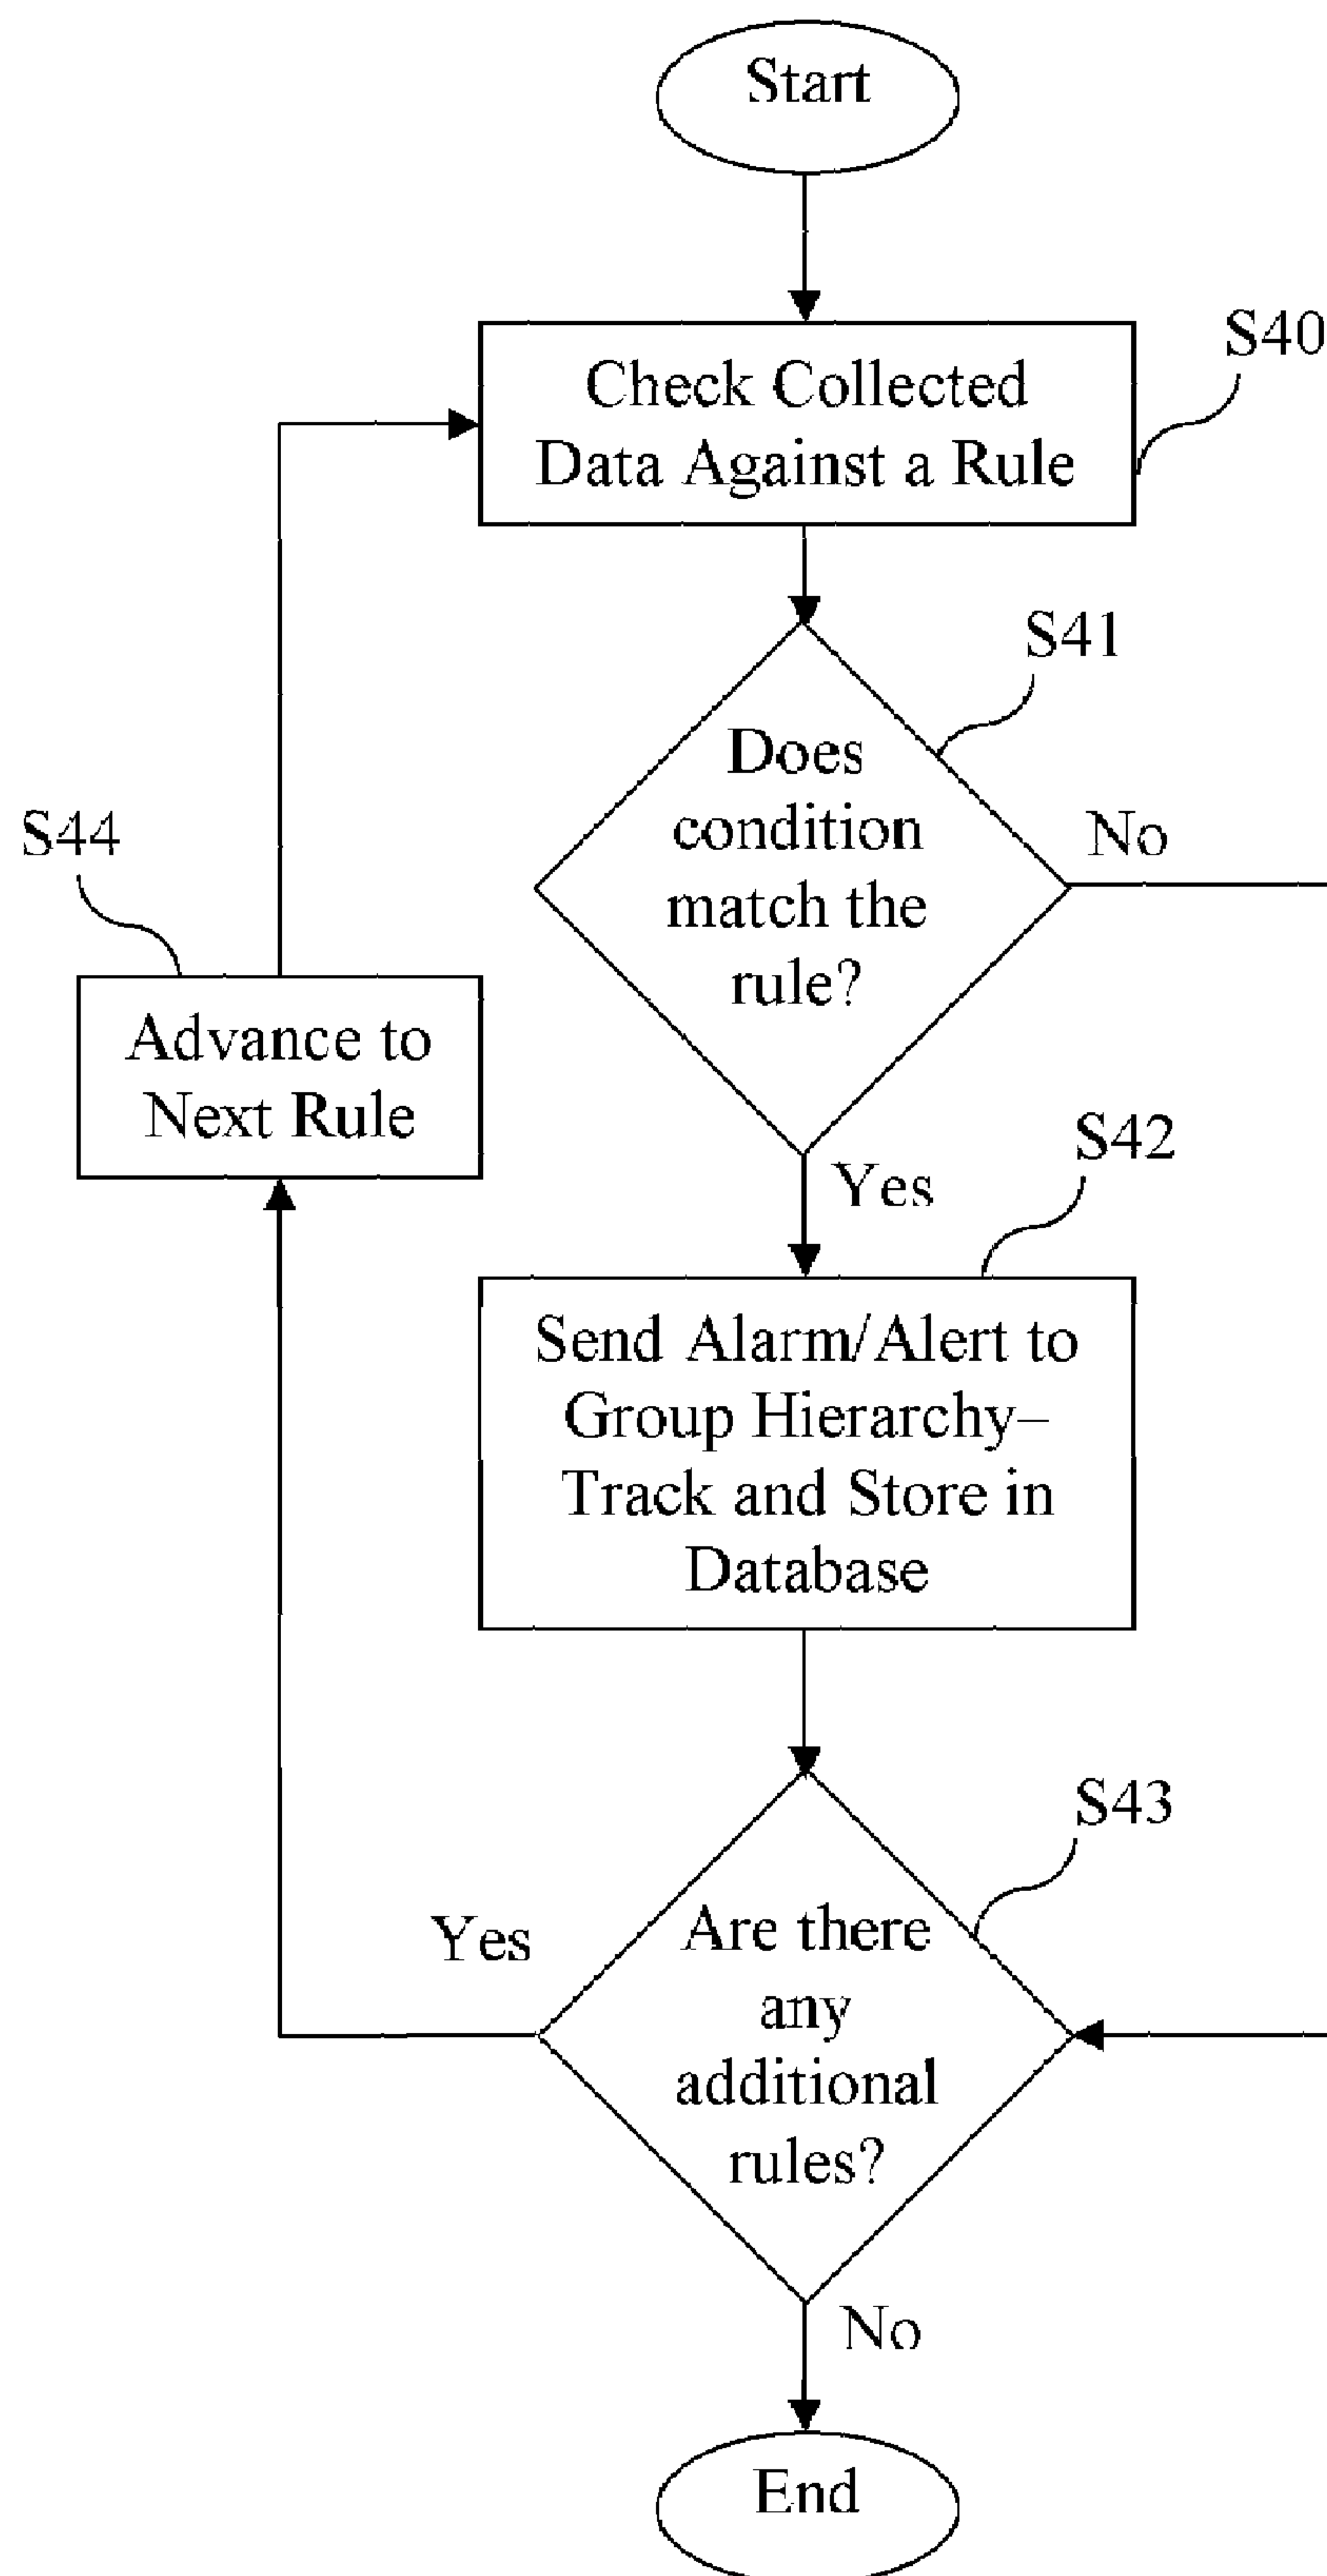 Start
S40
Check Collected
Data Against a Rule
S41
Does
condition
match the
rule?
No
S44
Advance to
Next Rule
Yes
S42
Send Alarm/Alert to
Group Hierarchy–
Track and Store in
Database
S43
Yes
Are there
any
additional
rules?
No
End